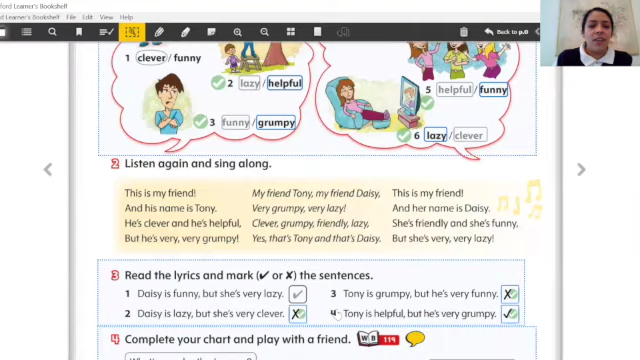 ford Learner's Bookshelf
d Learner's Bookshelf File Edit View Help
Back to p.0
1 clever / funny
2 lazy / helpful
3 funny / grumpy
5 helpful / funny
6 lazy / clever
2 Listen again and sing along.
This is my friend!
And his name is Tony.
He's clever and he's helpful,
But he's very, very grumpy!
My friend Tony, my friend Daisy,
Very grumpy, very lazy!
Clever, grumpy, friendly, lazy,
Yes, that's Tony and that's Daisy.
This is my friend!
And her name is Daisy.
She's friendly and she's funny,
But she's very, very lazy!
3 Read the lyrics and mark (✔ or ✘) the sentences.
1 Daisy is funny, but she's very lazy. ✔
2 Daisy is lazy, but she's very clever. ✘
3 Tony is grumpy, but he's very funny. ✘
4 Tony is helpful, but he's very grumpy. ✔
4 Complete your chart and play with a friend. WB 119